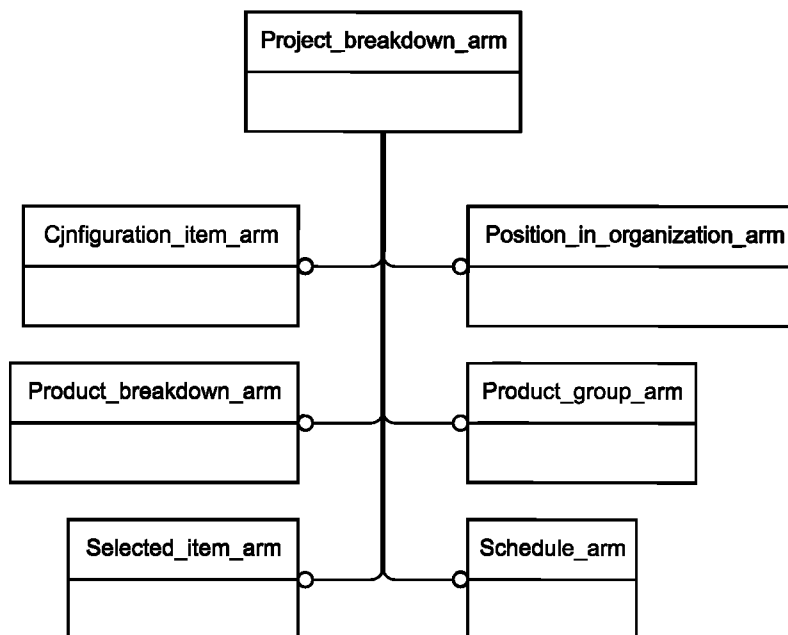 Project_breakdown_arm
Cjnfiguration_item_arm
Position_in_organization_arm
Product_breakdown_arm
Product_group_arm
Selected_item_arm
Schedule_arm